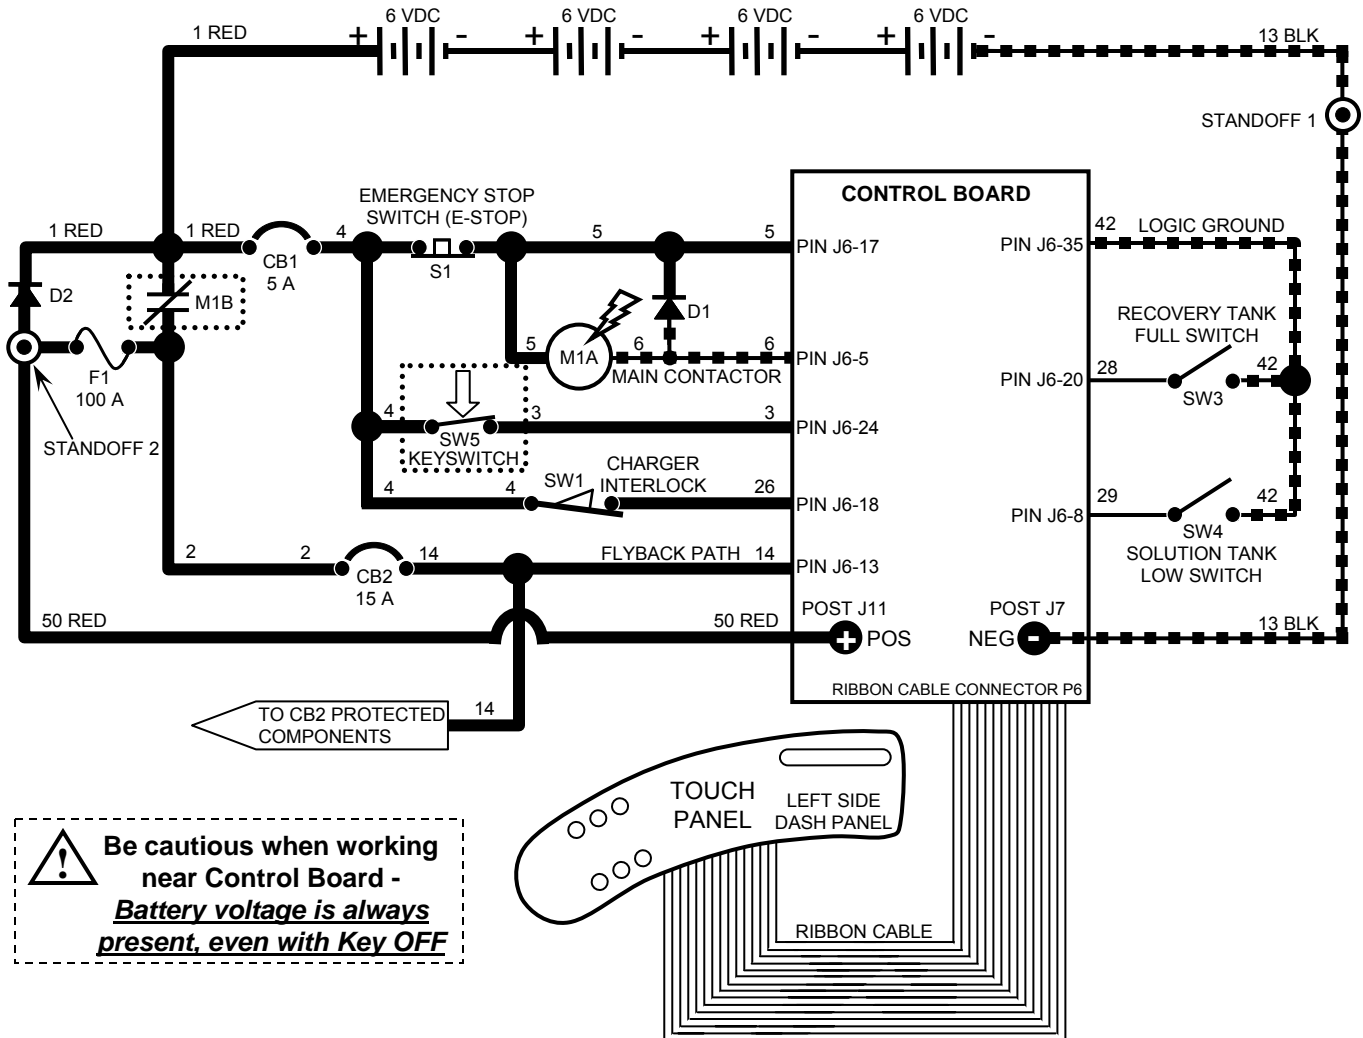 6 VDC 6 VDC 6 VDC 6 VDC
1 RED + - + - + - + - 13 BLK
STANDOFF 1
EMERGENCY STOP
SWITCH (E-STOP)
CONTROL BOARD
1 RED 1 RED 4 5 5 PIN J6-17
S1
CB1
5 A
PIN J6-35 42 LOGIC GROUND
D2
M1B
D1
RECOVERY TANK
FULL SWITCH
5 M1A 6 6 PIN J6-5
MAIN CONTACTOR
F1
100 A
PIN J6-20 28 42
SW3
STANDOFF 2
4 3 3 PIN J6-24
SW5
KEYSWITCH
CHARGER
INTERLOCK
4 4 SW1 26 PIN J6-18
PIN J6-8 29 42
SW4
SOLUTION TANK
LOW SWITCH
2 2 14 FLYBACK PATH 14 PIN J6-13
CB2
15 A
50 RED 50 RED
POST J11
+ POS
POST J7
NEG - 13 BLK
RIBBON CABLE CONNECTOR P6
TO CB2 PROTECTED
COMPONENTS
14
TOUCH
PANEL
LEFT SIDE
DASH PANEL
RIBBON CABLE
!
Be cautious when working
near Control Board -
Battery voltage is always
present, even with Key OFF